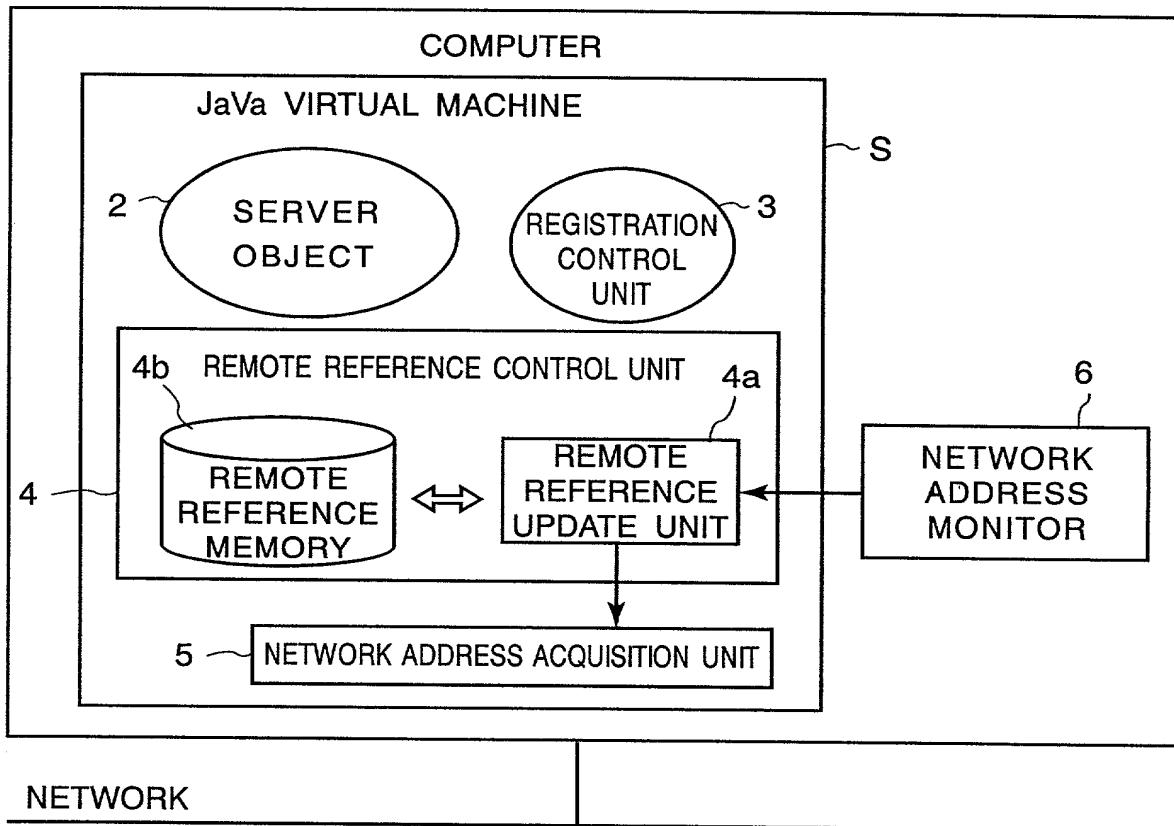 COMPUTER
JaVa VIRTUAL MACHINE
S
2
SERVER
OBJECT
3
REGISTRATION
CONTROL
UNIT
REMOTE REFERENCE CONTROL UNIT
4b
4a
6
4
REMOTE
REFERENCE
MEMORY
REMOTE
REFERENCE
UPDATE UNIT
NETWORK
ADDRESS
MONITOR
5
NETWORK ADDRESS ACQUISITION UNIT
NETWORK